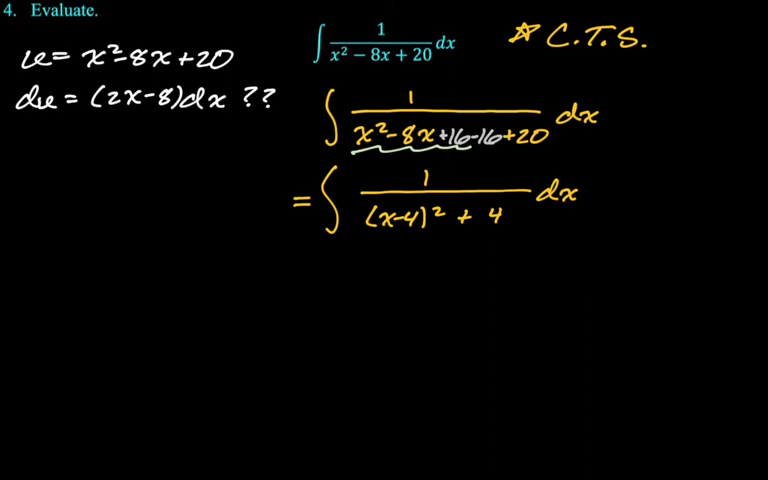 4. Evaluate.
∫ 1/(x² − 8x + 20) dx
☆ C.T.S.
u = x²-8x+20
du = (2x-8)dx ??
∫ 1/(x²-8x+16-16+20) dx
= ∫ 1/((x-4)² + 4) dx